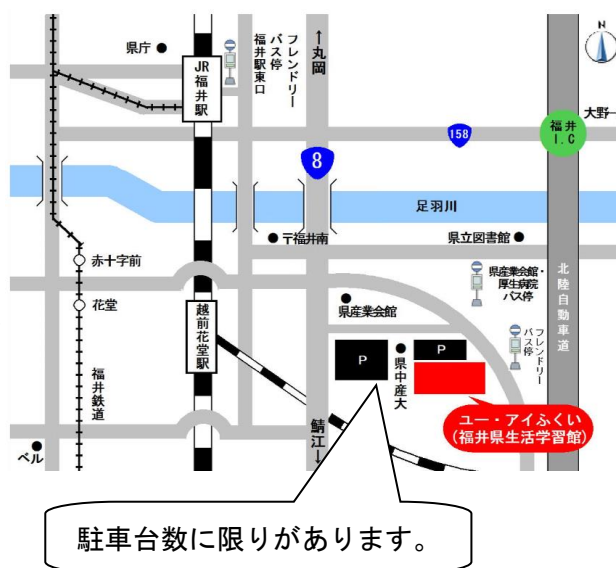 県庁
JR福井駅
福井駅東口
バス停
フレンドリー
↑丸岡
N
大野
福井
I.C
158
8
足羽川
〒福井南
県立図書館
赤十字前
花堂
越前花堂駅
福井鉄道
ベル
県産業会館・
厚生病院
バス停
北陸自動車道
県産業会館
フレンドリー
バス停
P
県中産大
P
鯖江↓
ユー・アイふくい
(福井県生活学習館)
駐車台数に限りがあります。